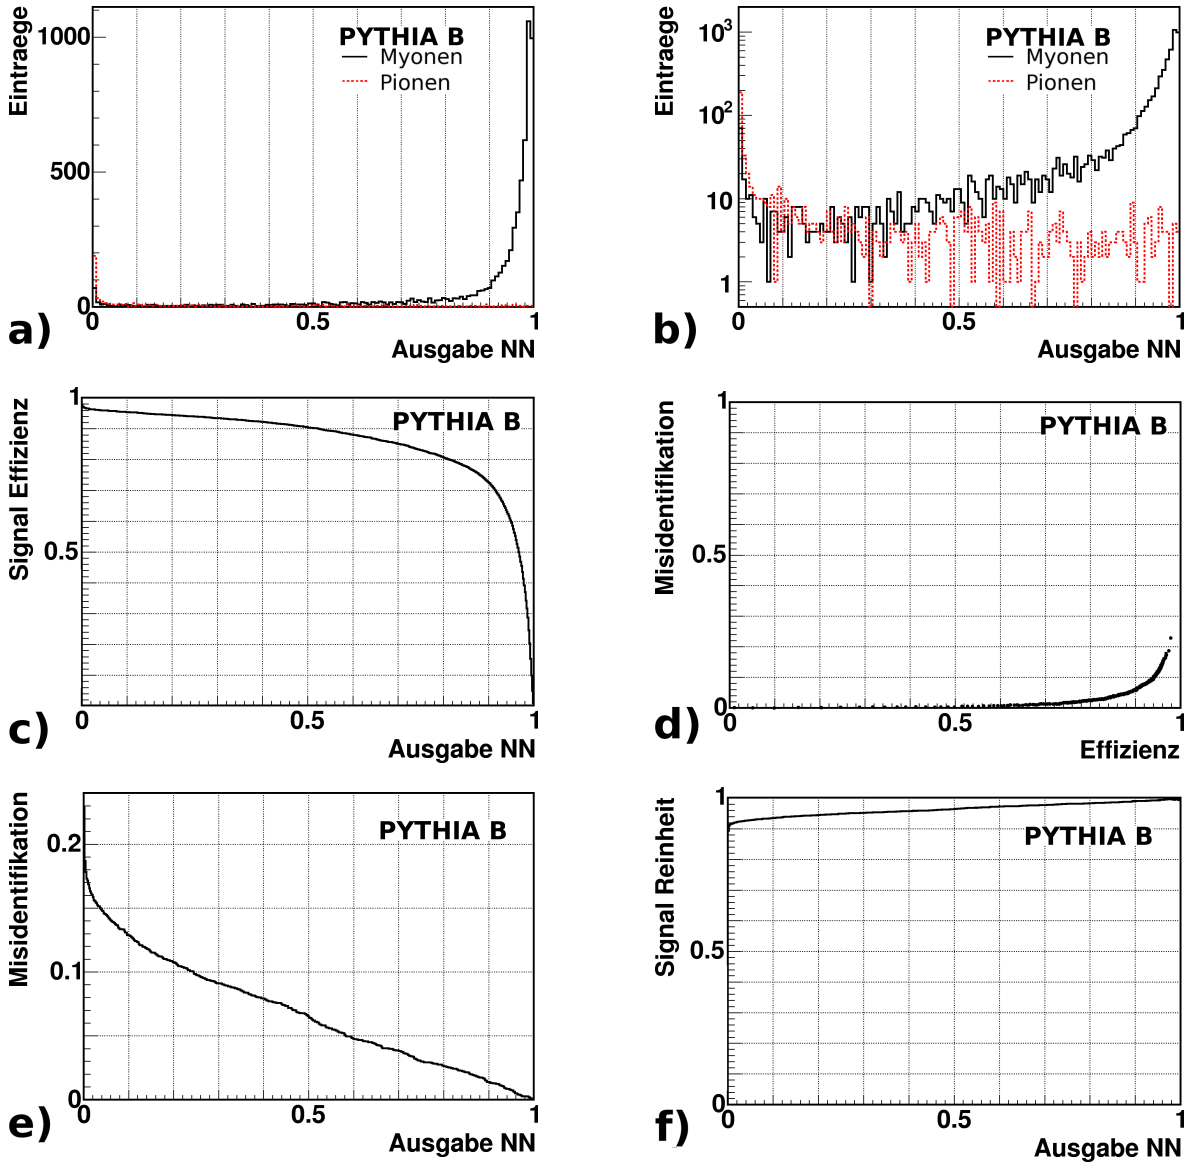 Eintraege
1000
500
0
PYTHIA B
Myonen
Pionen
0
0.5
1
Ausgabe NN
a)
Eintraege
10³
10²
10
1
PYTHIA B
Myonen
Pionen
0
0.5
1
Ausgabe NN
b)
Signal Effizienz
1
0.5
PYTHIA B
0
0.5
1
Ausgabe NN
c)
Misidentifikation
1
0.5
0
PYTHIA B
0
0.5
1
Effizienz
d)
Misidentifikation
0.2
0.1
0
PYTHIA B
0
0.5
1
Ausgabe NN
e)
Signal Reinheit
1
0.5
0
PYTHIA B
0
0.5
1
Ausgabe NN
f)